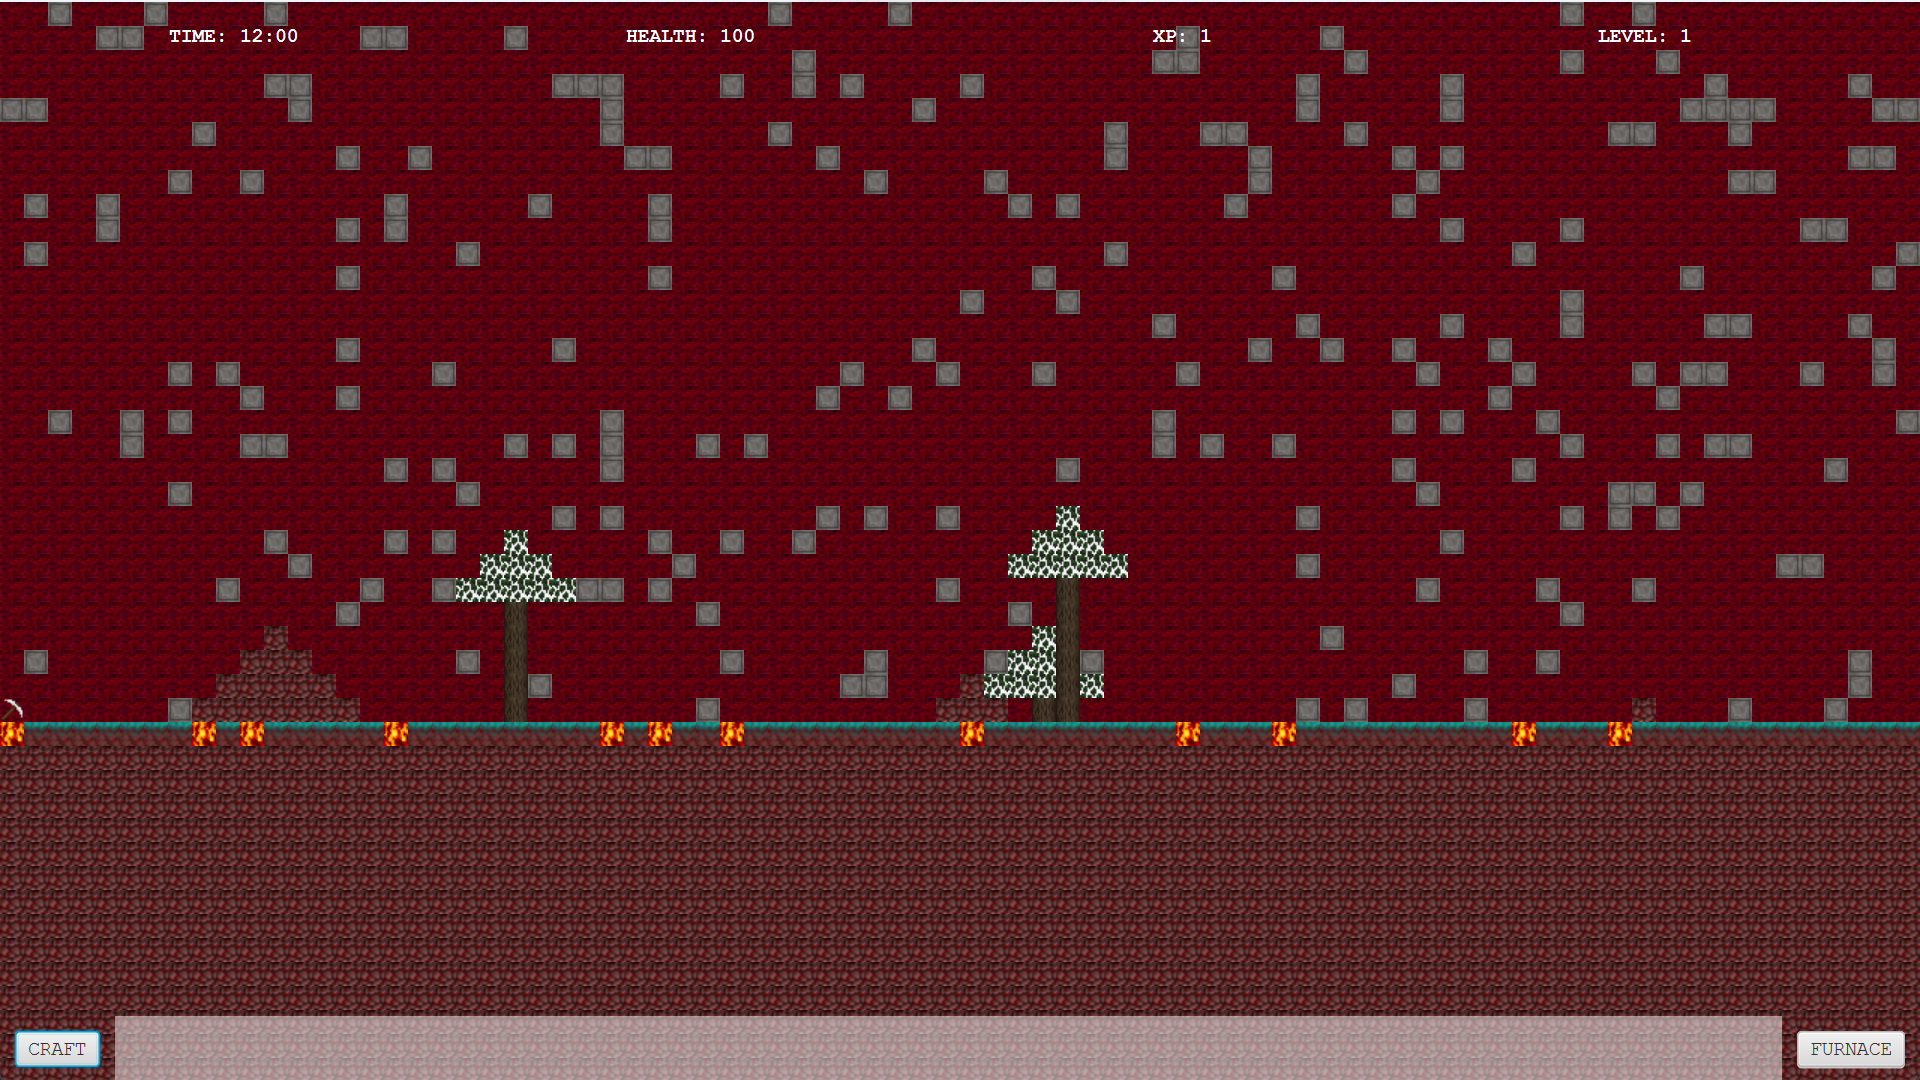 TIME: 12:00
HEALTH: 100
XP: 1
LEVEL: 1
CRAFT
FURNACE